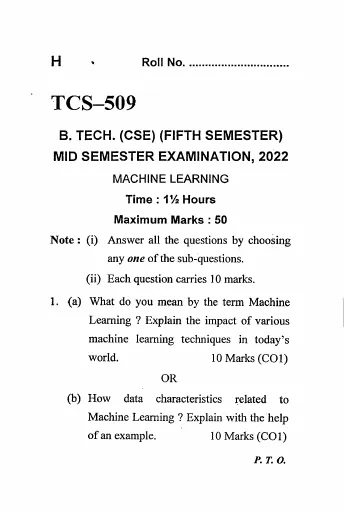 H
Roll No. ...............................
TCS–509
B. TECH. (CSE) (FIFTH SEMESTER)
MID SEMESTER EXAMINATION, 2022
MACHINE LEARNING
Time : 1½ Hours
Maximum Marks : 50
Note : (i) Answer all the questions by choosing
any one of the sub-questions.
(ii) Each question carries 10 marks.
1. (a) What do you mean by the term Machine
Learning ? Explain the impact of various
machine learning techniques in today's
world. 10 Marks (CO1)
OR
(b) How data characteristics related to
Machine Learning ? Explain with the help
of an example. 10 Marks (CO1)
P. T. O.